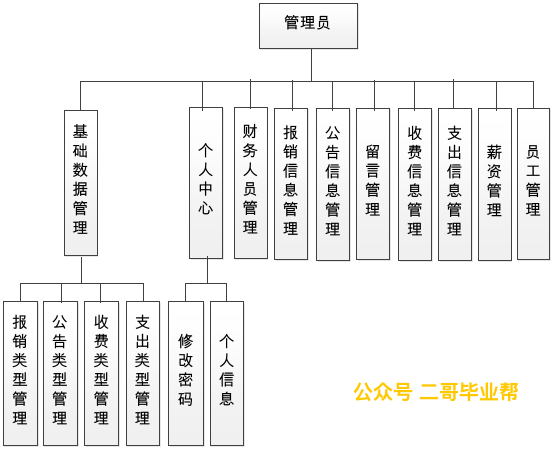 管理员
基础数据管理
个人中心
财务人员管理
报销信息管理
公告信息管理
留言管理
收费信息管理
支出信息管理
薪资管理
员工管理
报销类型管理
公告类型管理
收费类型管理
支出类型管理
修改密码
个人信息
公众号 二哥毕业帮